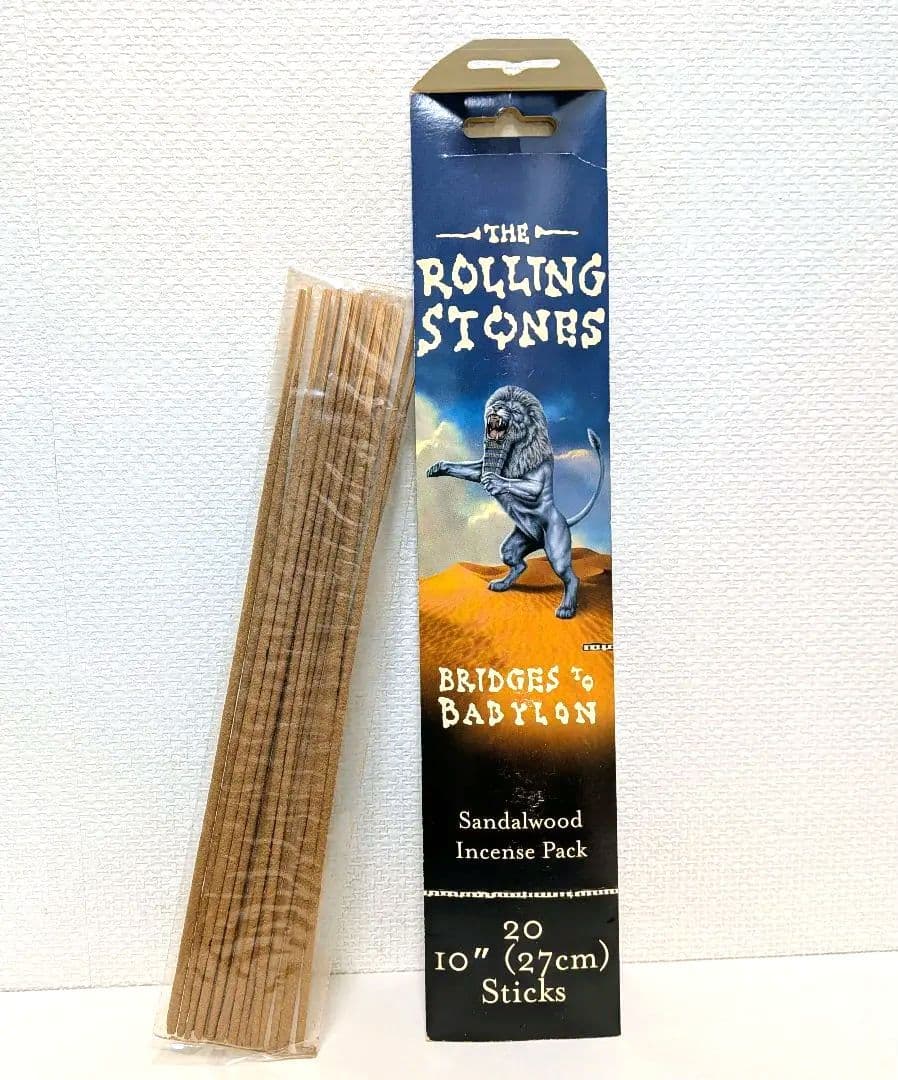 THE
ROLLING
STONES
BRIDGES TO
BABYLON
Sandalwood
Incense Pack
20
10" (27cm)
Sticks